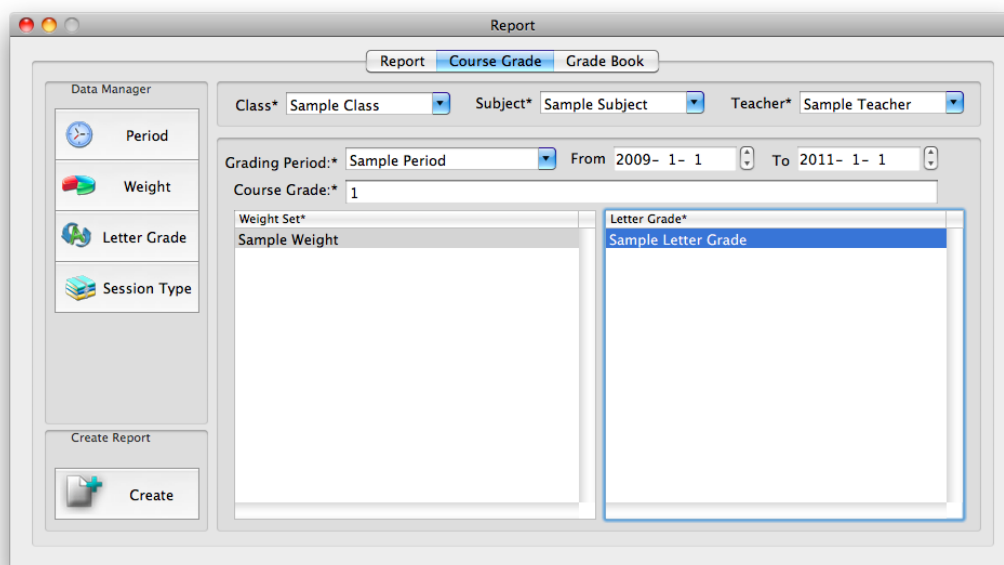 Report
Report Course Grade Grade Book
Data Manager
Period
Weight
Letter Grade
Session Type
Create Report
Create
Class* Sample Class Subject* Sample Subject Teacher* Sample Teacher
Grading Period:* Sample Period From 2009- 1- 1 To 2011- 1- 1
Course Grade:* 1
Weight Set*
Sample Weight
Letter Grade*
Sample Letter Grade